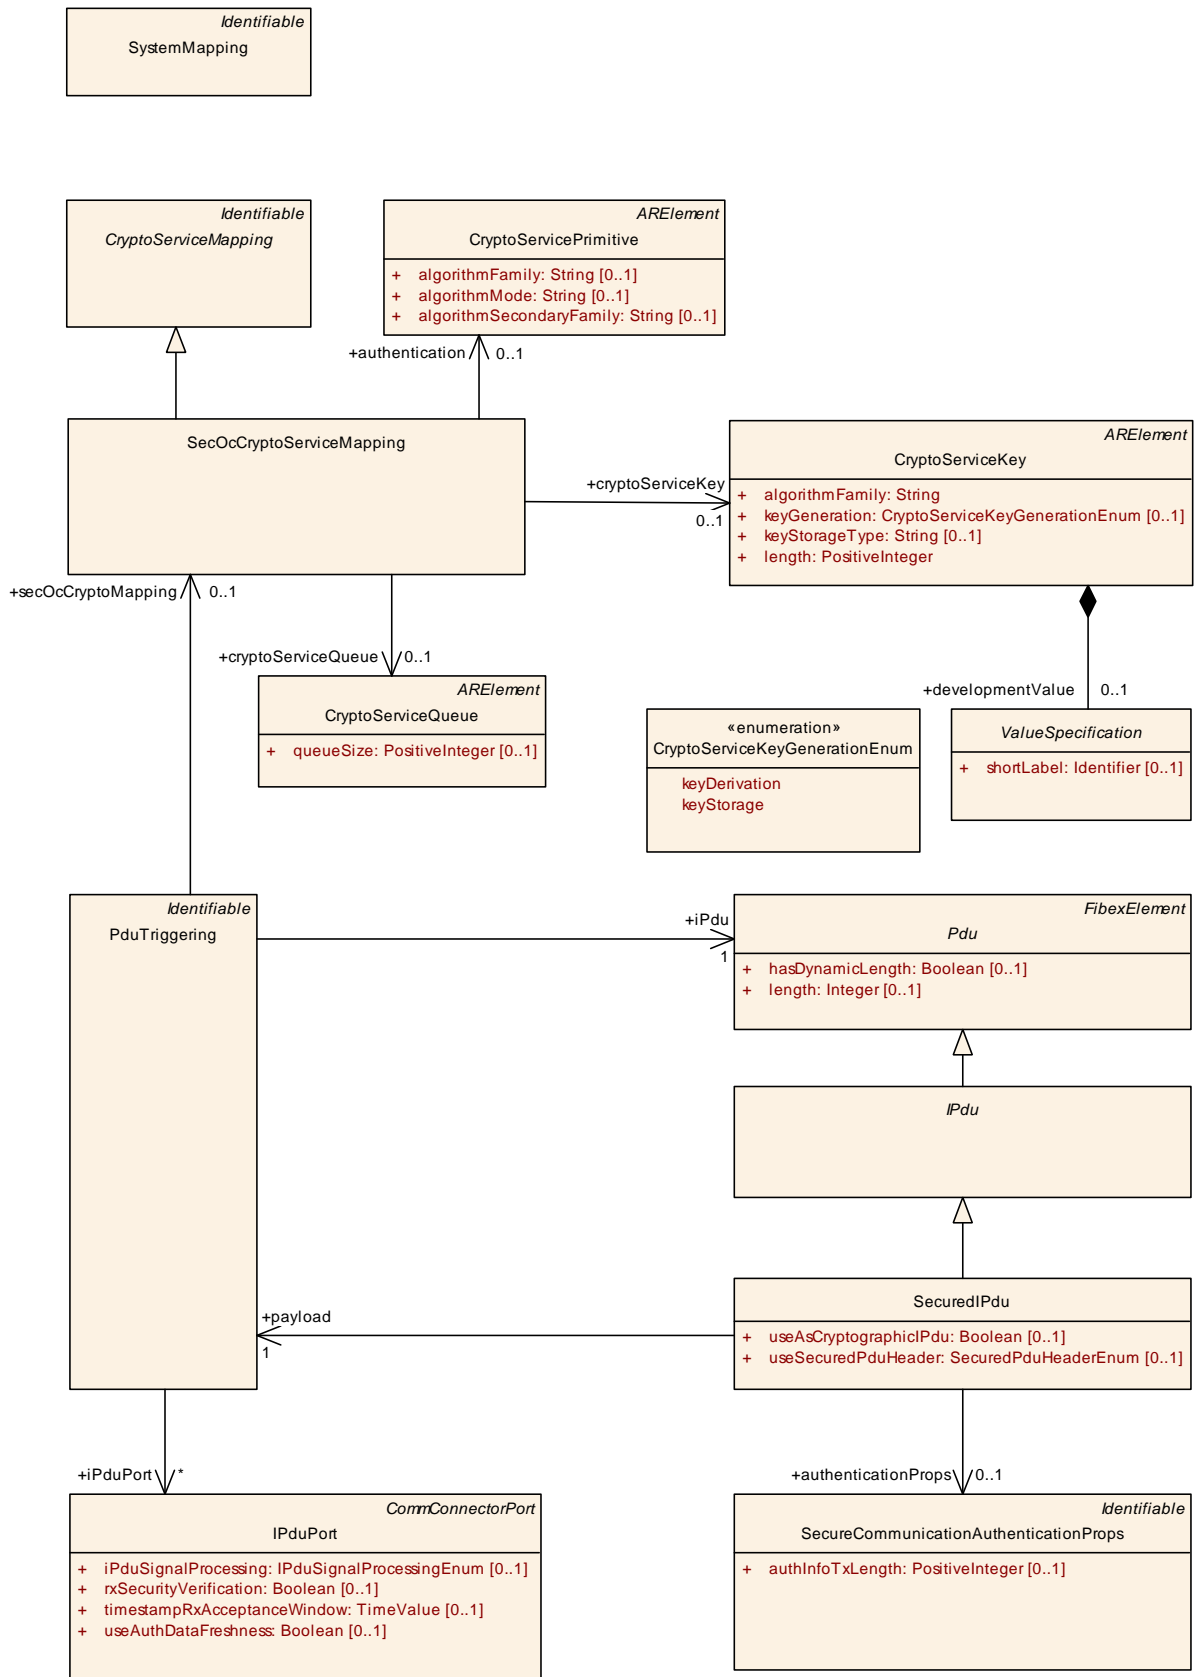 Identifiable
SystemMapping
Identifiable
CryptoServiceMapping
ARElement
CryptoServicePrimitive
+ algorithmFamily: String [0..1]
+ algorithmMode: String [0..1]
+ algorithmSecondaryFamily: String [0..1]
+authentication 0..1
SecOcCryptoServiceMapping
+cryptoServiceKey
0..1
ARElement
CryptoServiceKey
+ algorithmFamily: String
+ keyGeneration: CryptoServiceKeyGenerationEnum [0..1]
+ keyStorageType: String [0..1]
+ length: PositiveInteger
+secOcCryptoMapping 0..1
+cryptoServiceQueue 0..1
ARElement
CryptoServiceQueue
+ queueSize: PositiveInteger [0..1]
+developmentValue 0..1
«enumeration»
CryptoServiceKeyGenerationEnum
keyDerivation
keyStorage
ValueSpecification
+ shortLabel: Identifier [0..1]
Identifiable
PduTriggering
+iPdu
1
FibexElement
Pdu
+ hasDynamicLength: Boolean [0..1]
+ length: Integer [0..1]
IPdu
SecuredIPdu
+ useAsCryptographicIPdu: Boolean [0..1]
+ useSecuredPduHeader: SecuredPduHeaderEnum [0..1]
+payload
1
+iPduPort *
CommConnectorPort
IPduPort
+ iPduSignalProcessing: IPduSignalProcessingEnum [0..1]
+ rxSecurityVerification: Boolean [0..1]
+ timestampRxAcceptanceWindow: TimeValue [0..1]
+ useAuthDataFreshness: Boolean [0..1]
+authenticationProps 0..1
Identifiable
SecureCommunicationAuthenticationProps
+ authInfoTxLength: PositiveInteger [0..1]